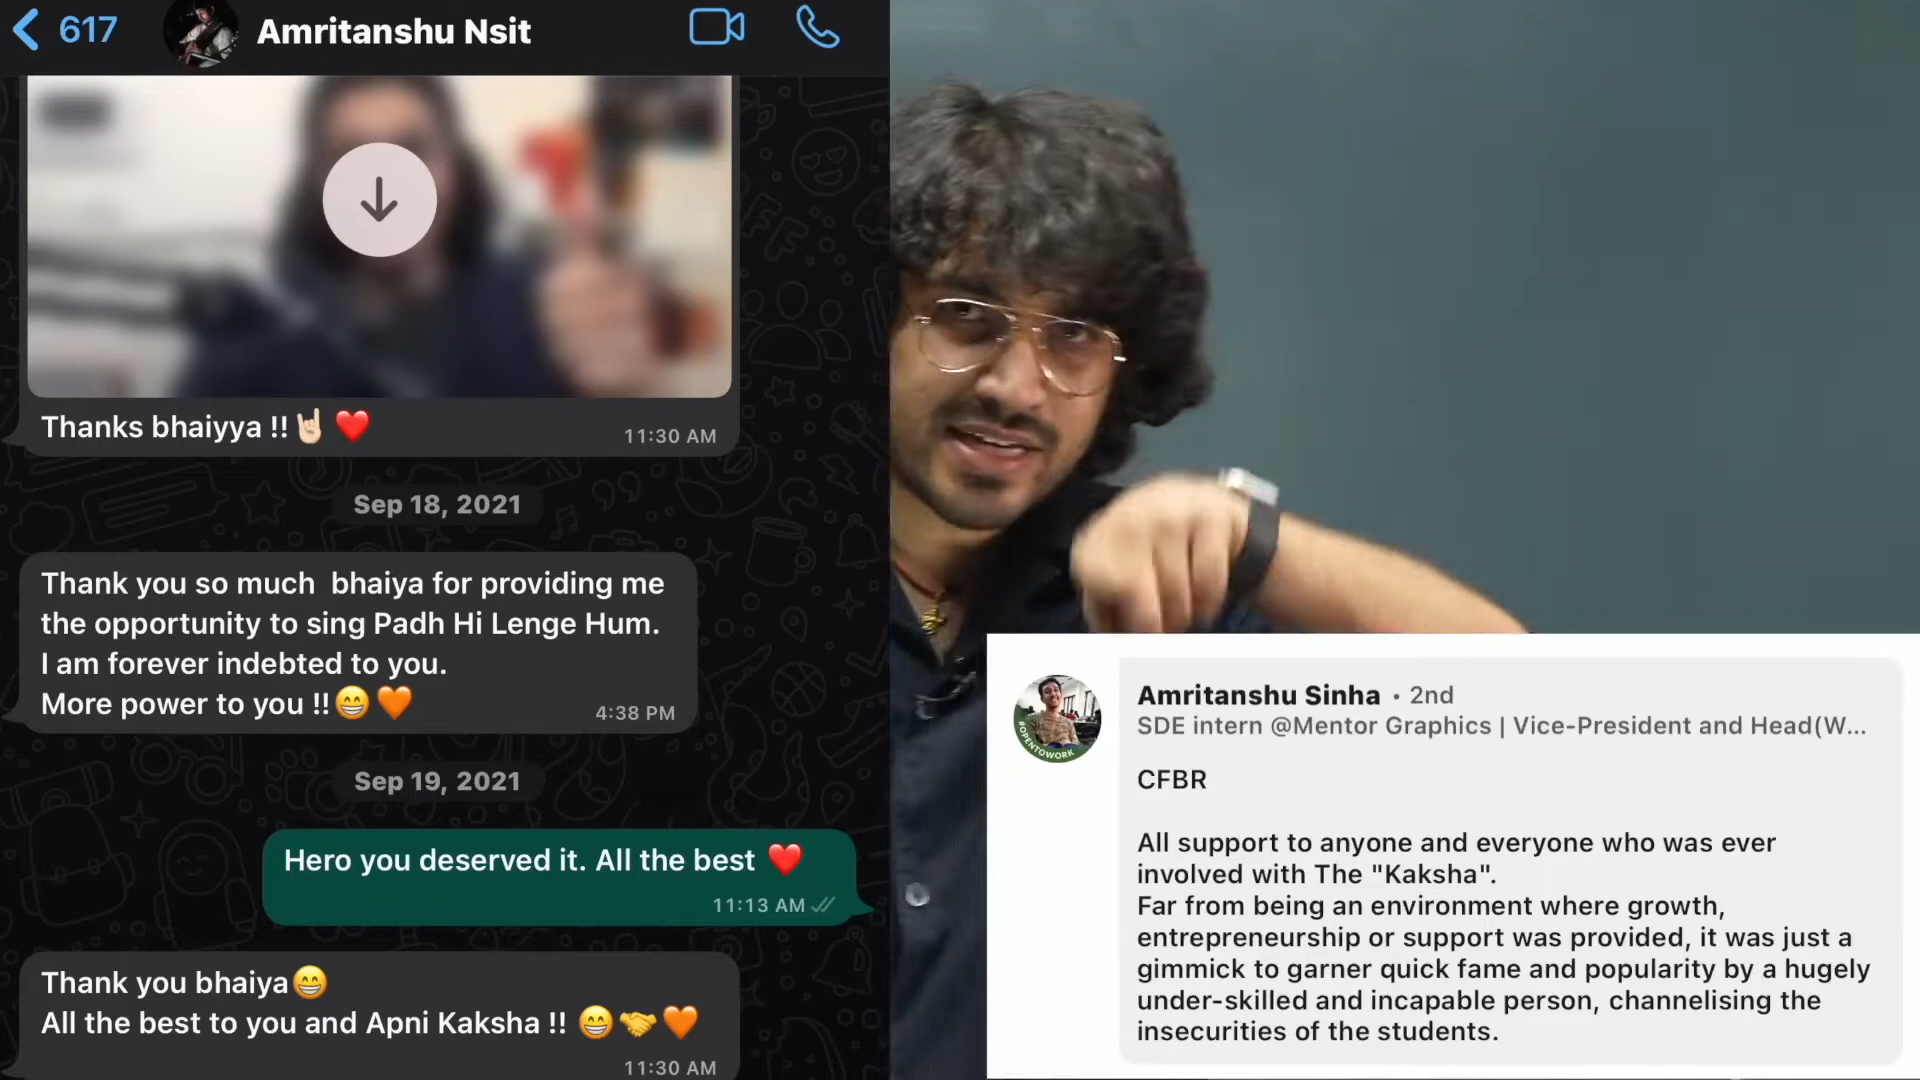 617
Amritanshu Nsit
Thanks bhaiyya !!🤘🏻 ❤️
11:30 AM
Sep 18, 2021
Thank you so much  bhaiya for providing me
the opportunity to sing Padh Hi Lenge Hum.
I am forever indebted to you.
More power to you !!😁🧡
4:38 PM
Sep 19, 2021
Hero you deserved it. All the best ❤️
11:13 AM
Thank you bhaiya😁
All the best to you and Apni Kaksha !! 😁🤝🧡
11:30 AM
Amritanshu Sinha • 2nd
SDE intern @Mentor Graphics | Vice-President and Head(W...
#OPENTOWORK
CFBR
All support to anyone and everyone who was ever
involved with The "Kaksha".
Far from being an environment where growth,
entrepreneurship or support was provided, it was just a
gimmick to garner quick fame and popularity by a hugely
under-skilled and incapable person, channelising the
insecurities of the students.